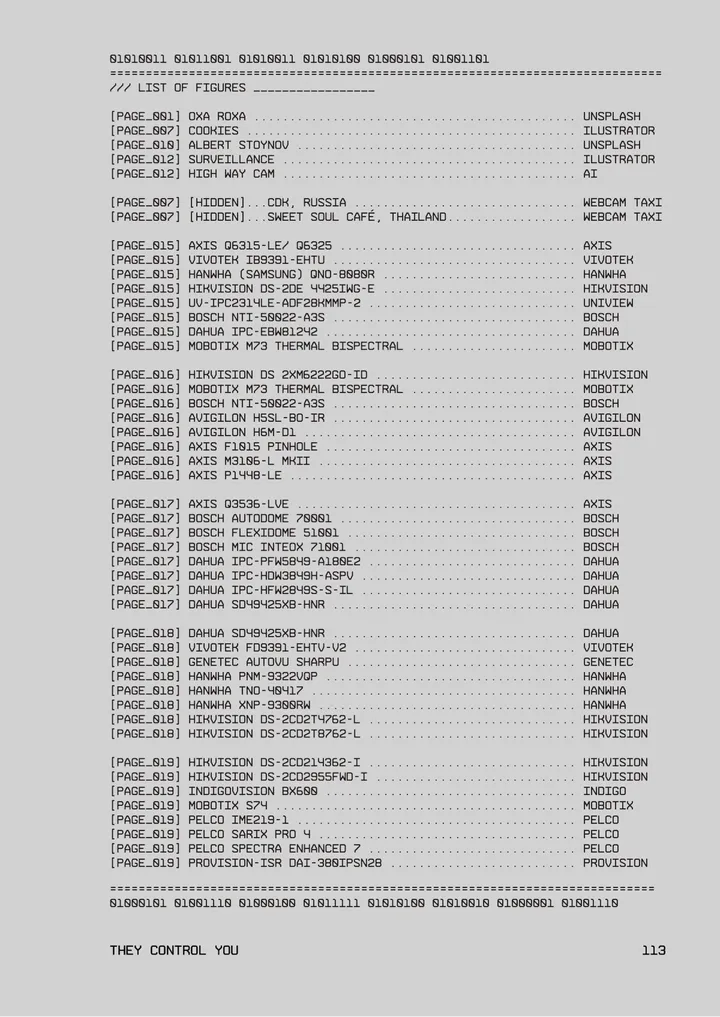 01010011 01011001 01010011 01010100 01000101 01001101
=============================================================================
/// LIST OF FIGURES _________________
[PAGE_001] OXA ROXA ............................................. UNSPLASH
[PAGE_007] COOKIES .............................................. ILUSTRATOR
[PAGE_010] ALBERT STOYNOV ....................................... UNSPLASH
[PAGE_012] SURVEILLANCE ......................................... ILUSTRATOR
[PAGE_012] HIGH WAY CAM ......................................... AI
[PAGE_007] [HIDDEN]...CDK, RUSSIA ............................... WEBCAM TAXI
[PAGE_007] [HIDDEN]...SWEET SOUL CAFÉ, THAILAND.................. WEBCAM TAXI
[PAGE_015] AXIS Q6315-LE/ Q6325 ................................. AXIS
[PAGE_015] VIVOTEK IB9391-EHTU .................................. VIVOTEK
[PAGE_015] HANWHA (SAMSUNG) QNO-8080R ........................... HANWHA
[PAGE_015] HIKVISION DS-2DE 4425IWG-E ............................ HIKVISION
[PAGE_015] UV-IPC2314LE-ADF28KMMP-2 ............................. UNIVIEW
[PAGE_015] BOSCH NTI-50022-A3S .................................. BOSCH
[PAGE_015] DAHUA IPC-EBW81242 ................................... DAHUA
[PAGE_015] MOBOTIX M73 THERMAL BISPECTRAL ....................... MOBOTIX
[PAGE_016] HIKVISION DS 2XM6222GO-ID ............................ HIKVISION
[PAGE_016] MOBOTIX M73 THERMAL BISPECTRAL ....................... MOBOTIX
[PAGE_016] BOSCH NTI-50022-A3S .................................. BOSCH
[PAGE_016] AVIGILON H5SL-BO-IR .................................. AVIGILON
[PAGE_016] AVIGILON H6M-D1 ...................................... AVIGILON
[PAGE_016] AXIS F1015 PINHOLE ................................... AXIS
[PAGE_016] AXIS M3106-L MKII .................................... AXIS
[PAGE_016] AXIS P1448-LE ........................................ AXIS
[PAGE_017] AXIS Q3536-LVE ....................................... AXIS
[PAGE_017] BOSCH AUTODOME 7000I ................................. BOSCH
[PAGE_017] BOSCH FLEXIDOME 5100I ................................ BOSCH
[PAGE_017] BOSCH MIC INTEOX 7100I ............................... BOSCH
[PAGE_017] DAHUA IPC-PFW5849-A180E2 ............................. DAHUA
[PAGE_017] DAHUA IPC-HDW3849H-ASPV .............................. DAHUA
[PAGE_017] DAHUA IPC-HFW2849S-S-IL .............................. DAHUA
[PAGE_017] DAHUA SD49425XB-HNR .................................. DAHUA
[PAGE_018] DAHUA SD49425XB-HNR .................................. DAHUA
[PAGE_018] VIVOTEK FD9391-EHTV-V2 ............................... VIVOTEK
[PAGE_018] GENETEC AUTOVU SHARPU ................................ GENETEC
[PAGE_018] HANWHA PNM-9322VQP ................................... HANWHA
[PAGE_018] HANWHA TNO-4041T ..................................... HANWHA
[PAGE_018] HANWHA XNP-9300RW .................................... HANWHA
[PAGE_018] HIKVISION DS-2CD2T4762-L ............................. HIKVISION
[PAGE_018] HIKVISION DS-2CD2T8762-L ............................. HIKVISION
[PAGE_019] HIKVISION DS-2CD214362-I ............................. HIKVISION
[PAGE_019] HIKVISION DS-2CD2955FWD-I ............................ HIKVISION
[PAGE_019] INDIGOVISION BX600 ................................... INDIGO
[PAGE_019] MOBOTIX S74 .......................................... MOBOTIX
[PAGE_019] PELCO IME219-1 ....................................... PELCO
[PAGE_019] PELCO SARIX PRO 4 .................................... PELCO
[PAGE_019] PELCO SPECTRA ENHANCED 7 ............................. PELCO
[PAGE_019] PROVISION-ISR DAI-380IPSN28 .......................... PROVISION
============================================================================
01000101 01001110 01000100 01011111 01010100 01010010 01000001 01001110
THEY CONTROL YOU 113